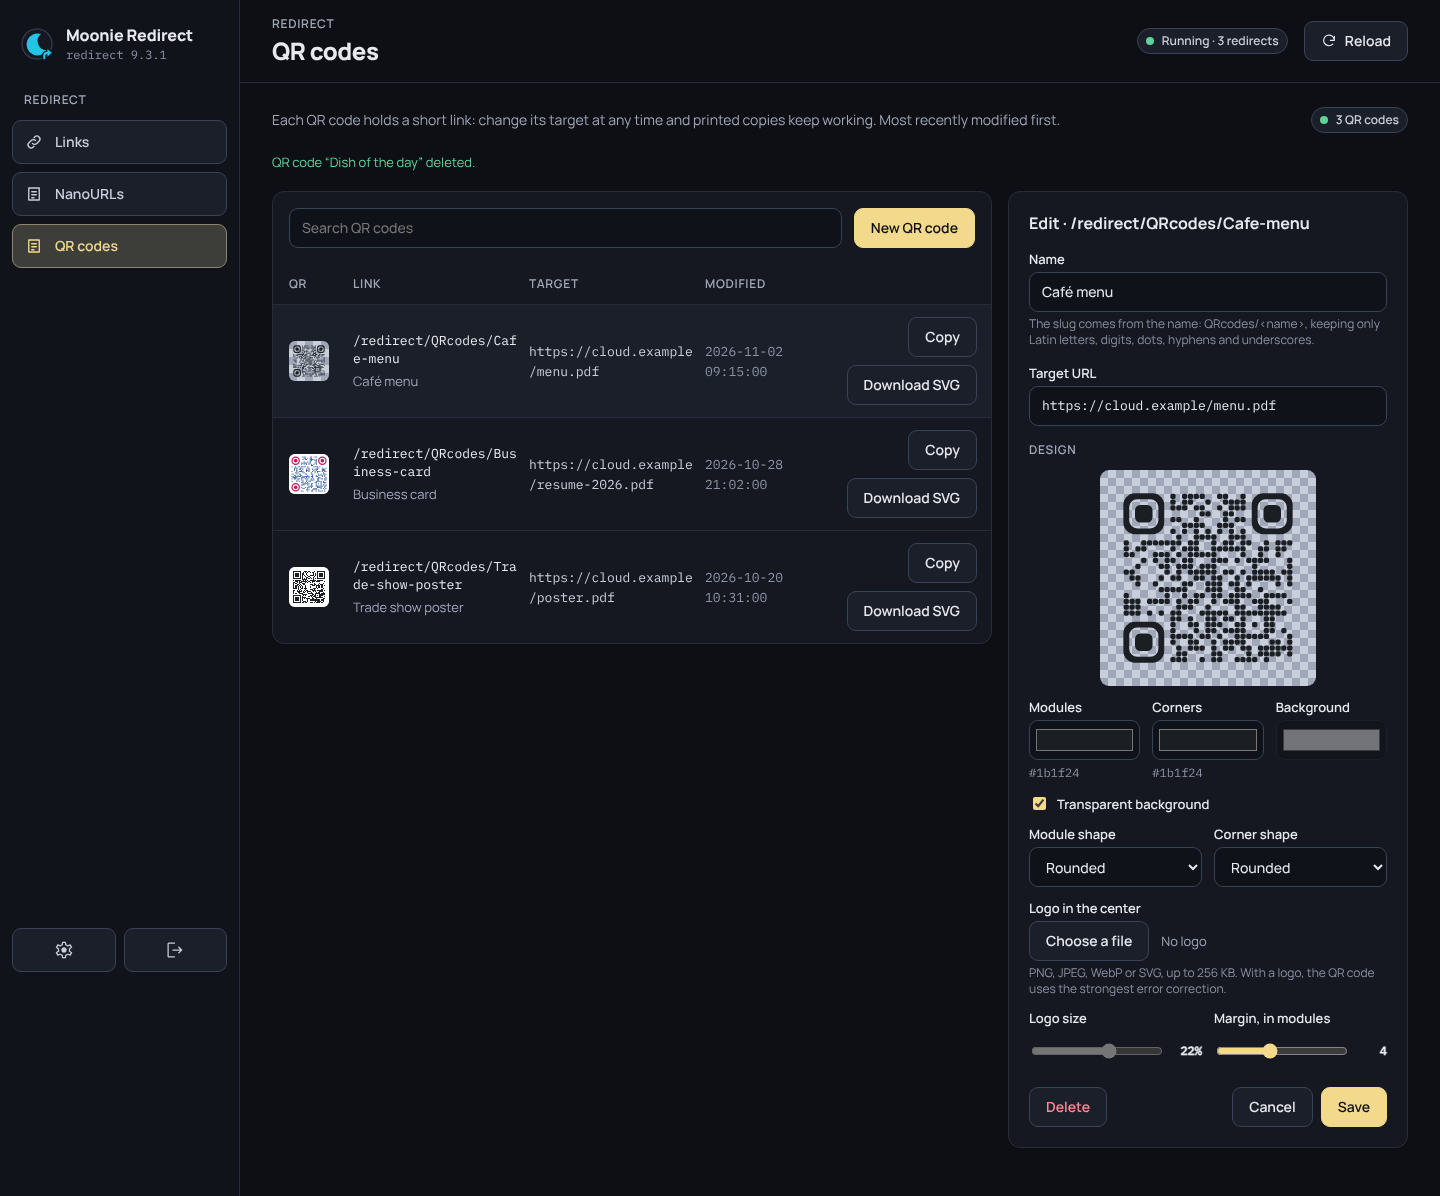 Moonie Redirect
redirect 9.3.1
REDIRECT
Links
NanoURLs
QR codes
REDIRECT
QR codes
Running · 3 redirects
Reload
Each QR code holds a short link: change its target at any time and printed copies keep working. Most recently modified first.
3 QR codes
QR code “Dish of the day” deleted.
Search QR codes
New QR code
QR
LINK
TARGET
MODIFIED
/redirect/QRcodes/Caf
e-menu
Café menu
https://cloud.example
/menu.pdf
2026-11-02
09:15:00
Copy
Download SVG
/redirect/QRcodes/Bus
iness-card
Business card
https://cloud.example
/resume-2026.pdf
2026-10-28
21:02:00
Copy
Download SVG
/redirect/QRcodes/Tra
de-show-poster
Trade show poster
https://cloud.example
/poster.pdf
2026-10-20
10:31:00
Copy
Download SVG
Edit · /redirect/QRcodes/Cafe-menu
Name
Café menu
The slug comes from the name: QRcodes/<name>, keeping only
Latin letters, digits, dots, hyphens and underscores.
Target URL
https://cloud.example/menu.pdf
DESIGN
Modules
Corners
Background
#1b1f24
#1b1f24
Transparent background
Module shape
Corner shape
Rounded
Rounded
Logo in the center
Choose a file
No logo
PNG, JPEG, WebP or SVG, up to 256 KB. With a logo, the QR code
uses the strongest error correction.
Logo size
Margin, in modules
22%
4
Delete
Cancel
Save